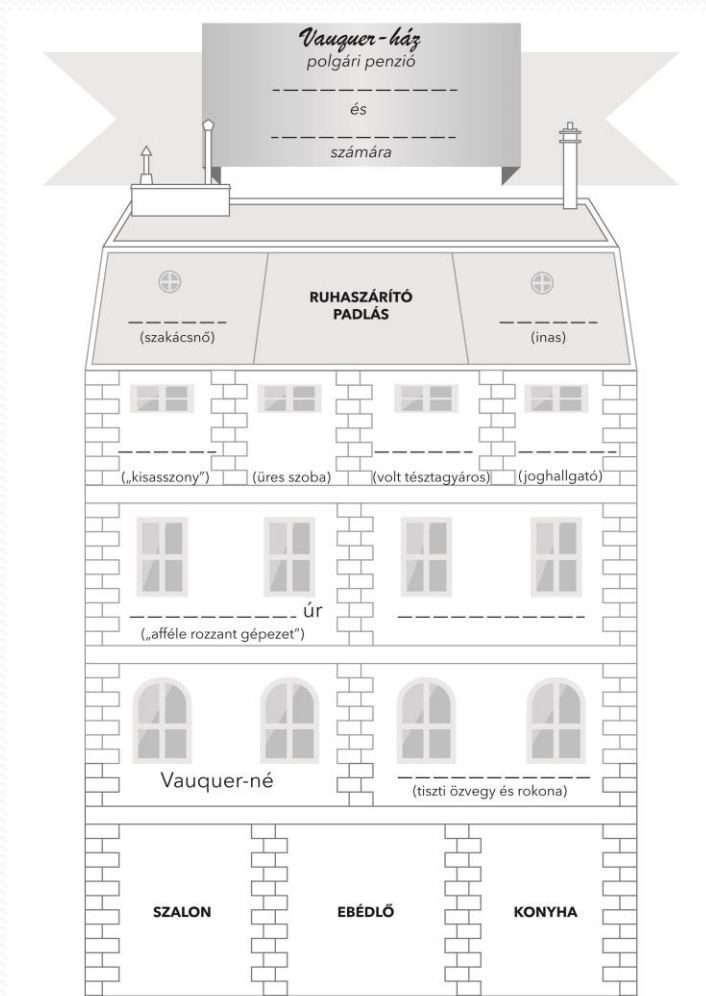 Vauquer-ház
polgári penzió
_ _ _ _ _ _ _ _ _ _ _
és
_ _ _ _ _ _ _ _ _ _ _
számára
RUHASZÁRÍTÓ
PADLÁS
_ _ _ _ _ _
(szakácsnő)
_ _ _ _ _ _
(inas)
_ _ _ _ _ _
(„kisasszony")
(üres szoba)
_ _ _ _ _ _
(volt tésztagyáros)
_ _ _ _ _ _
(joghallgató)
_ _ _ _ _ _ _ _ _ _ úr
(„afféle rozzant gépezet")
_ _ _ _ _ _ _ _ _ _ _
Vauquer-né
_ _ _ _ _ _ _ _ _ _ _ _
(tiszti özvegy és rokona)
SZALON
EBÉDLŐ
KONYHA